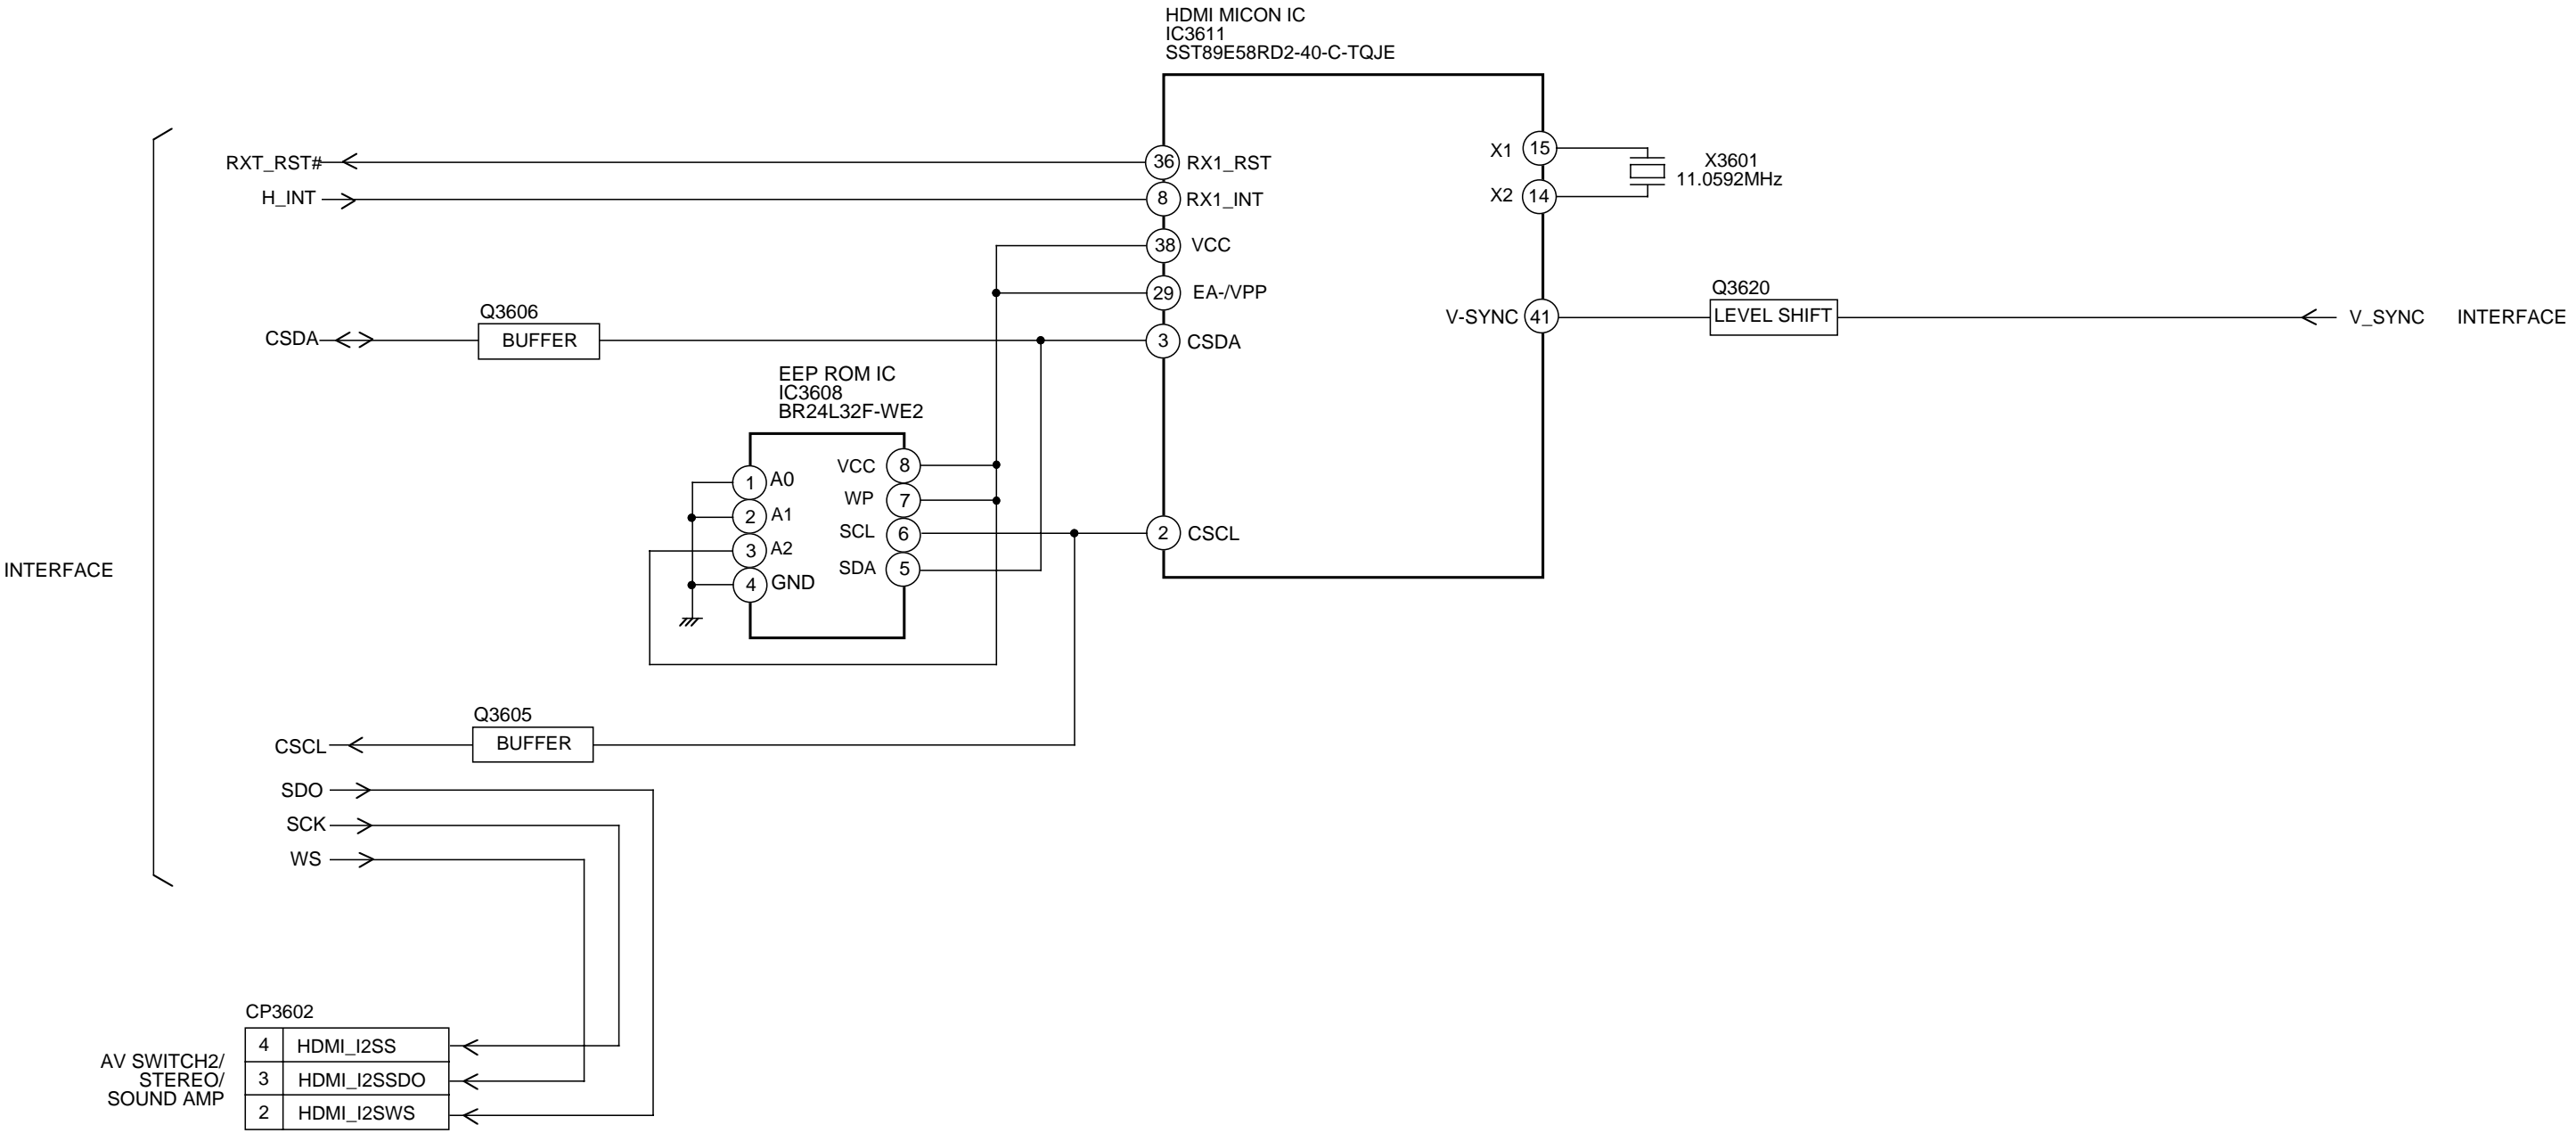 HDMI MICON IC
IC3611
SST89E58RD2-40-C-TQJE
RXT_RST#
36 RX1_RST
H_INT
8 RX1_INT
38 VCC
29 EA-/VPP
X1 15
X2 14
X3601
11.0592MHz
Q3606
CSDA
BUFFER
3 CSDA
V-SYNC 41
Q3620
LEVEL SHIFT
V_SYNC INTERFACE
EEP ROM IC
IC3608
BR24L32F-WE2
1 A0
2 A1
3 A2
4 GND
VCC 8
WP 7
SCL 6
SDA 5
2 CSCL
INTERFACE
Q3605
CSCL
BUFFER
SDO
SCK
WS
CP3602
AV SWITCH2/
STEREO/
SOUND AMP
4 HDMI_I2SS
3 HDMI_I2SSDO
2 HDMI_I2SWS